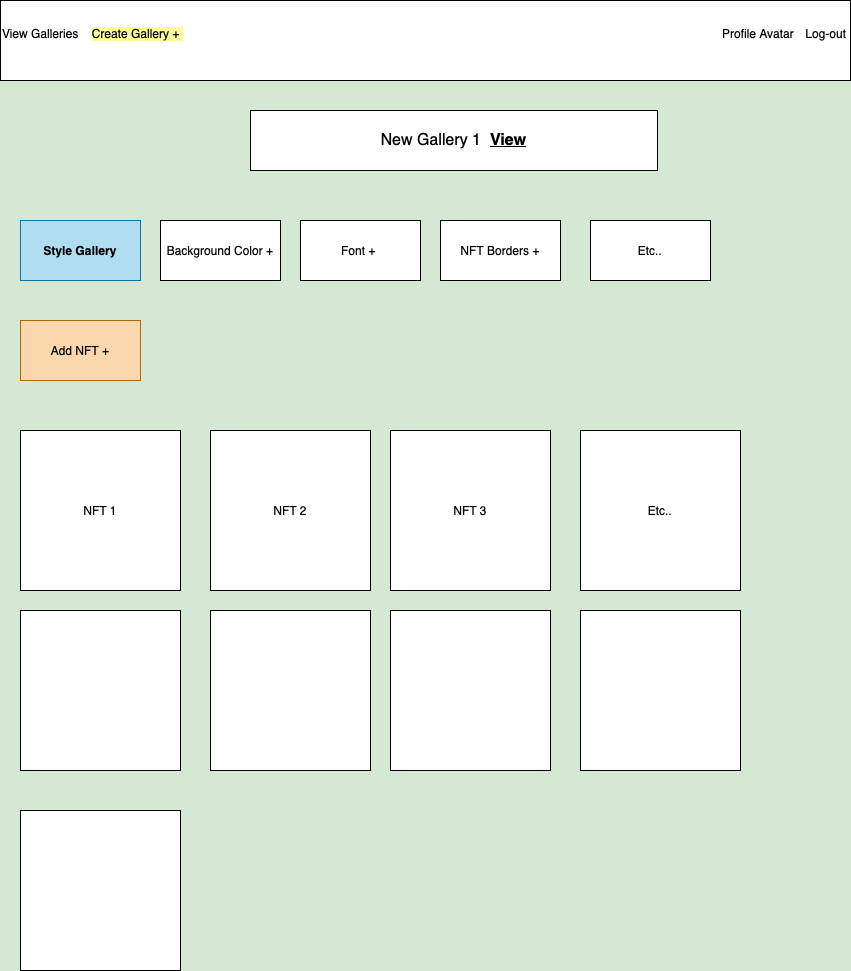 View Galleries Create Gallery + Profile Avatar Log-out
New Gallery 1 View
Style Gallery Background Color + Font + NFT Borders + Etc..
Add NFT +
NFT 1 NFT 2 NFT 3 Etc..